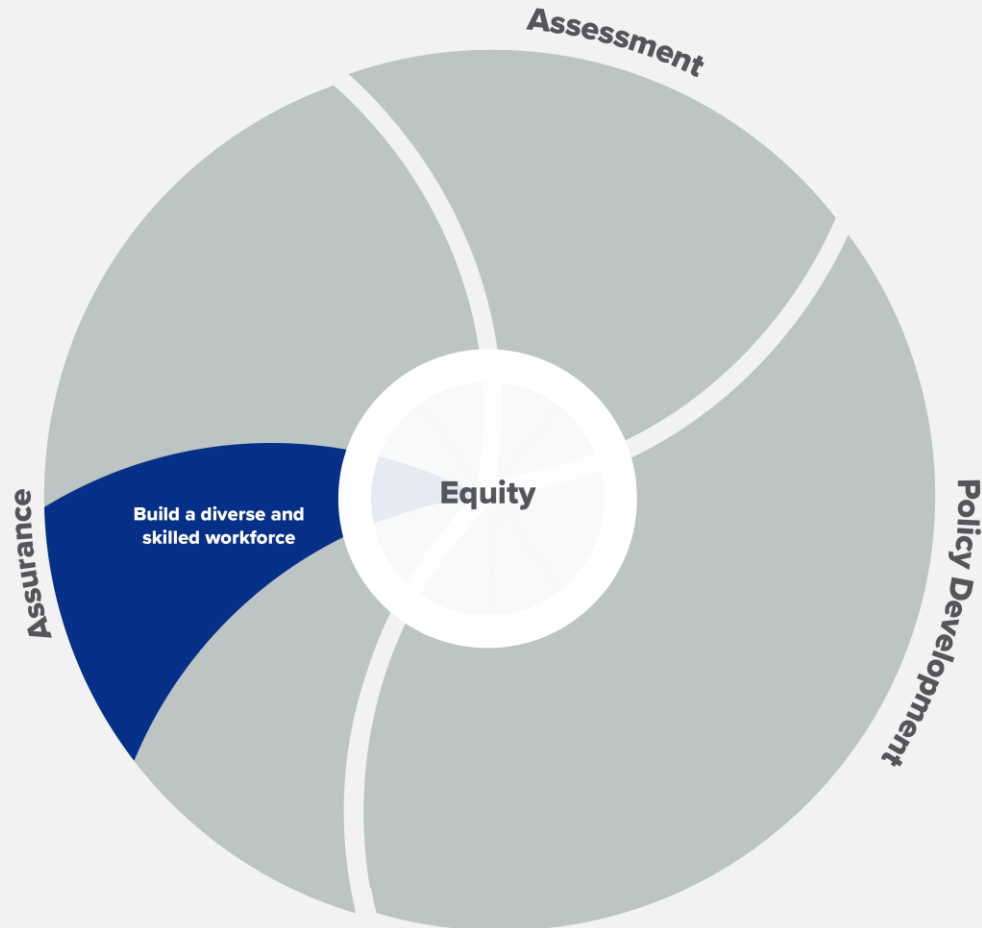 Assessment
Equity
Build a diverse and
skilled workforce
Assurance
Policy Development